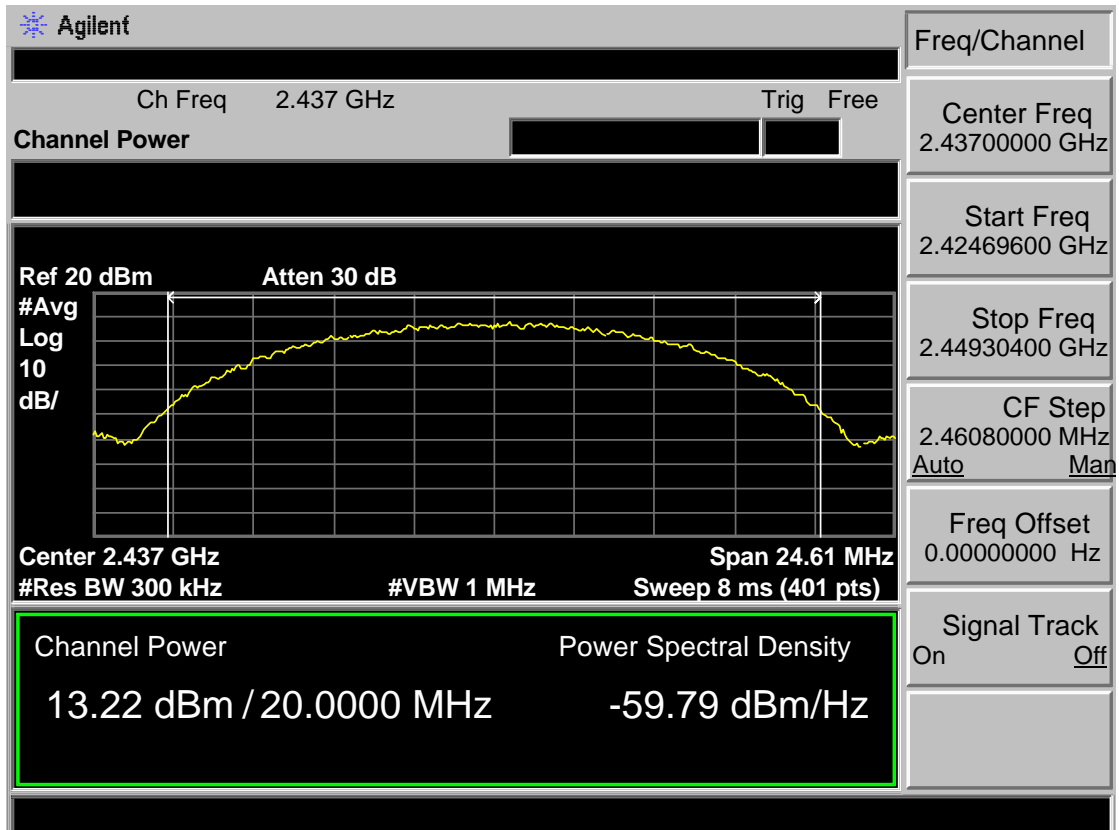 Agilent
Ch Freq 2.437 GHz Trig Free
Channel Power
Ref 20 dBm Atten 30 dB
#Avg
Log
10
dB/
Center 2.437 GHz Span 24.61 MHz
#Res BW 300 kHz #VBW 1 MHz Sweep 8 ms (401 pts)
Channel Power Power Spectral Density
13.22 dBm / 20.0000 MHz -59.79 dBm/Hz
Freq/Channel
Center Freq
2.43700000 GHz
Start Freq
2.42469600 GHz
Stop Freq
2.44930400 GHz
CF Step
2.46080000 MHz
Auto Man
Freq Offset
0.00000000 Hz
Signal Track
On Off